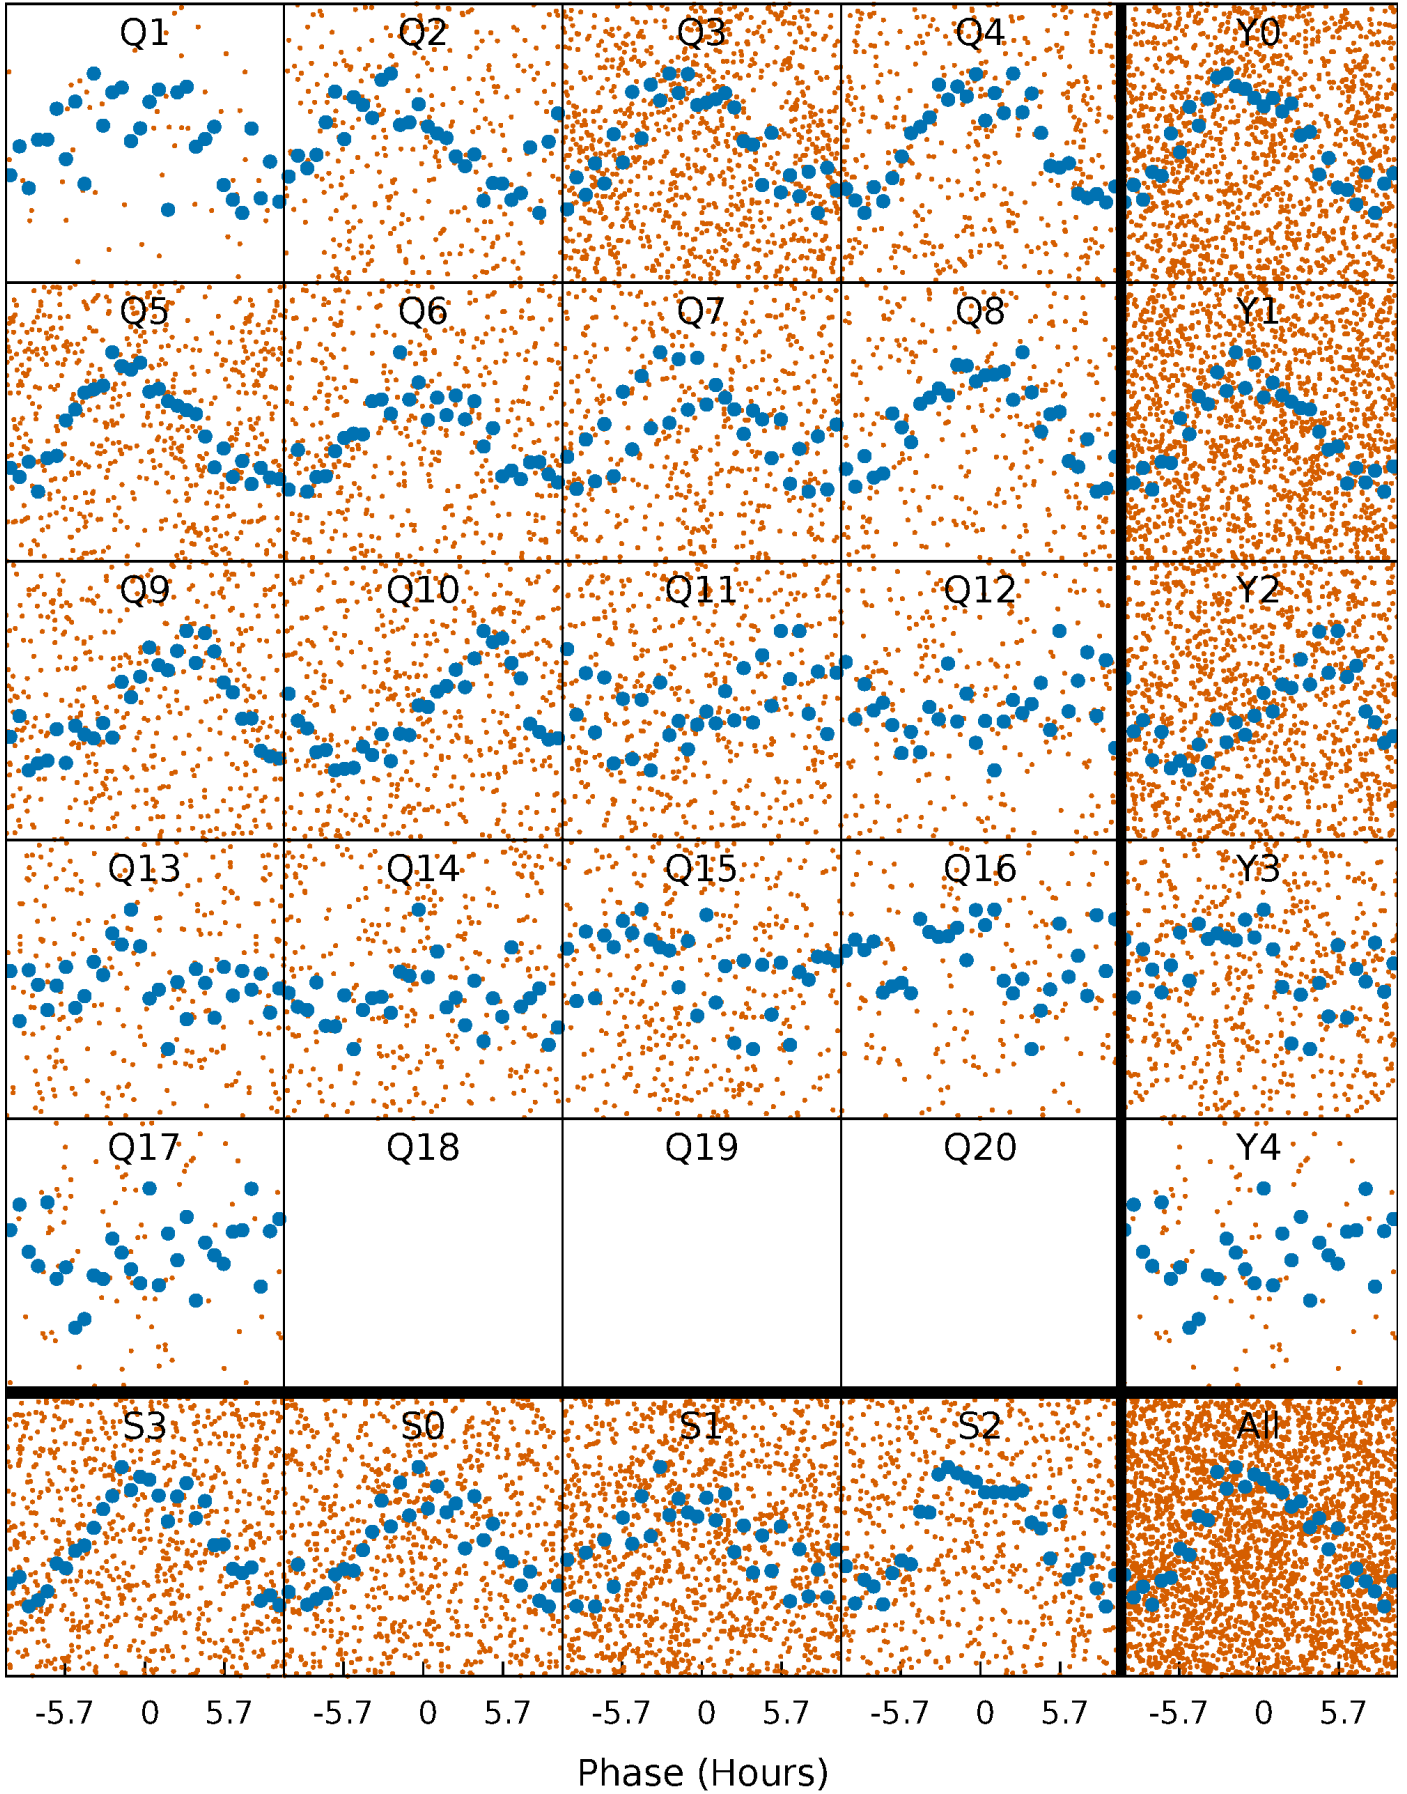 Q1 Q2 Q3 Q4 Y0
Q5 Q6 Q7 Q8 Y1
Q9 Q10 Q11 Q12 Y2
Q13 Q14 Q15 Q16 Y3
Q17 Q18 Q19 Q20 Y4
S3 S0 S1 S2 All
-5.7 0 5.7 -5.7 0 5.7 -5.7 0 5.7 -5.7 0 5.7 -5.7 0 5.7
Phase (Hours)